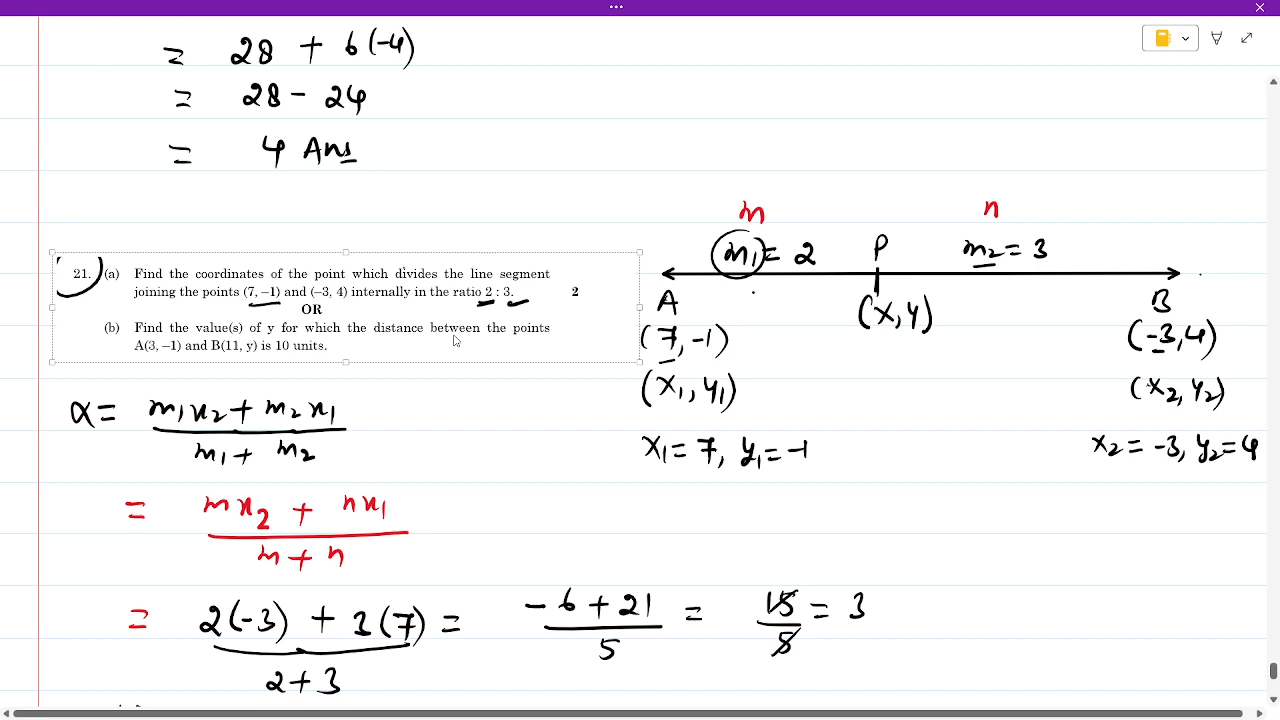 = 28 + 6(-4)
= 28 - 24
= 4 Ans
21. (a) Find the coordinates of the point which divides the line segment
joining the points (7, –1) and (–3, 4) internally in the ratio 2 : 3. 2
OR
(b) Find the value(s) of y for which the distance between the points
A(3, –1) and B(11, y) is 10 units.
m n
m₁ = 2 P m₂ = 3
A (x, y) B
(7, -1) (-3, 4)
(x₁, y₁) (x₂, y₂)
x₁ = 7, y₁ = -1 x₂ = -3, y₂ = 4
x = m₁x₂ + m₂x₁
m₁ + m₂
= mx₂ + nx₁
m + n
= 2(-3) + 3(7) = -6 + 21 = 15 = 3
2 + 3 5 5